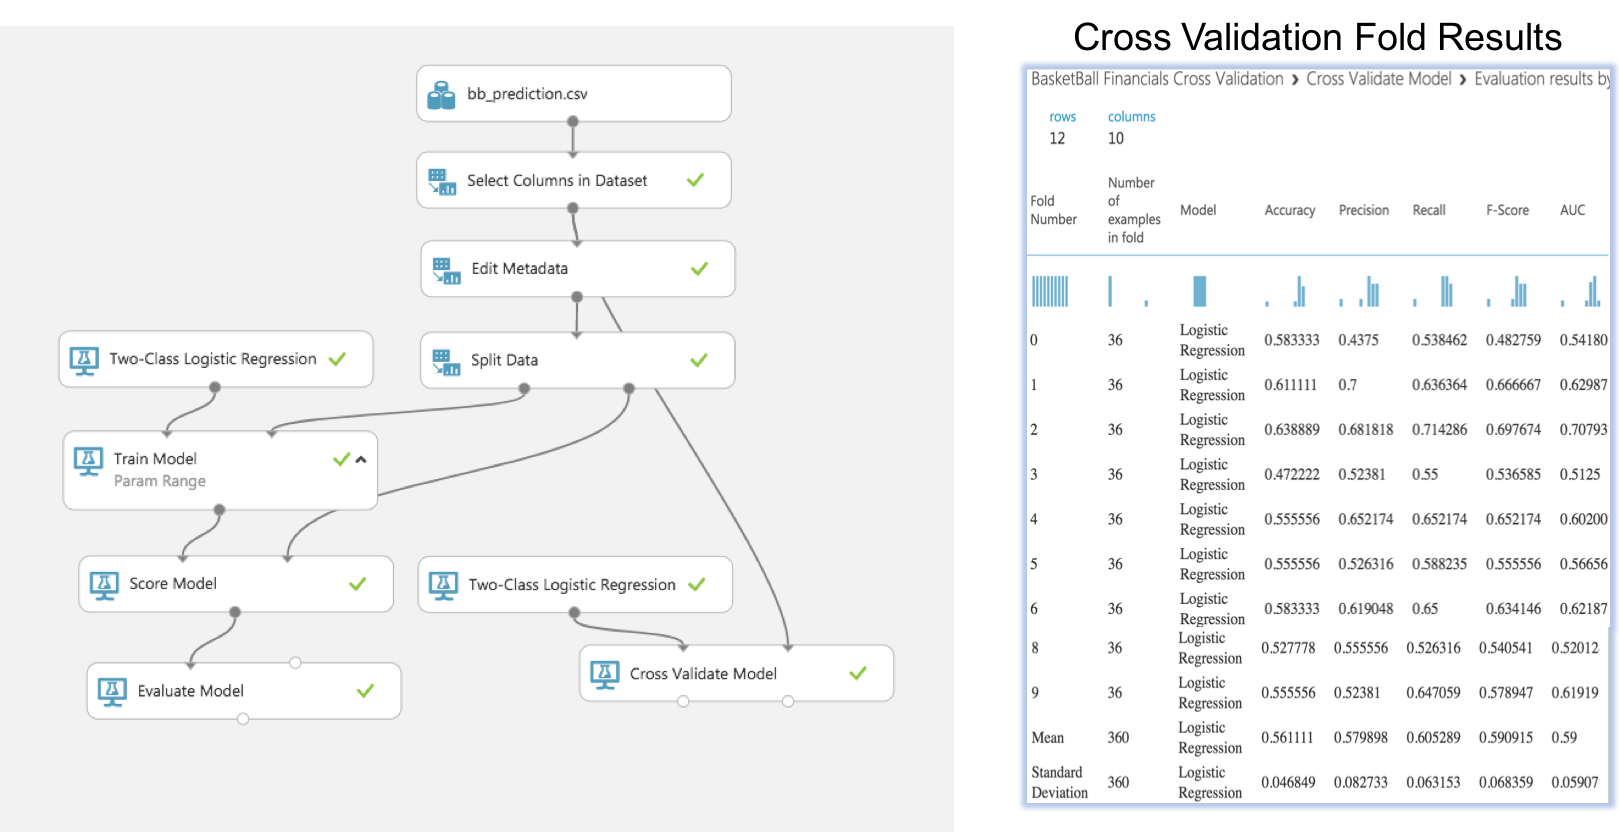 bb_prediction.csv
Select Columns in Dataset
Edit Metadata
Split Data
Two-Class Logistic Regression
Train Model
Param Range
Score Model
Two-Class Logistic Regression
Cross Validate Model
Evaluate Model
Cross Validation Fold Results
BasketBall Financials Cross Validation › Cross Validate Model › Evaluation results by
rows columns
12 10
Fold
Number
Number
of
examples
in fold
Model Accuracy Precision Recall F-Score AUC
0 36 Logistic Regression 0.583333 0.4375 0.538462 0.482759 0.54180
1 36 Logistic Regression 0.611111 0.7 0.636364 0.666667 0.62987
2 36 Logistic Regression 0.638889 0.681818 0.714286 0.697674 0.70793
3 36 Logistic Regression 0.472222 0.52381 0.55 0.536585 0.5125
4 36 Logistic Regression 0.555556 0.652174 0.652174 0.652174 0.60200
5 36 Logistic Regression 0.555556 0.526316 0.588235 0.555556 0.56656
6 36 Logistic Regression 0.583333 0.619048 0.65 0.634146 0.62187
8 36 Logistic Regression 0.527778 0.555556 0.526316 0.540541 0.52012
9 36 Logistic Regression 0.555556 0.52381 0.647059 0.578947 0.61919
Mean 360 Logistic Regression 0.561111 0.579898 0.605289 0.590915 0.59
Standard Deviation 360 Logistic Regression 0.046849 0.082733 0.063153 0.068359 0.05907